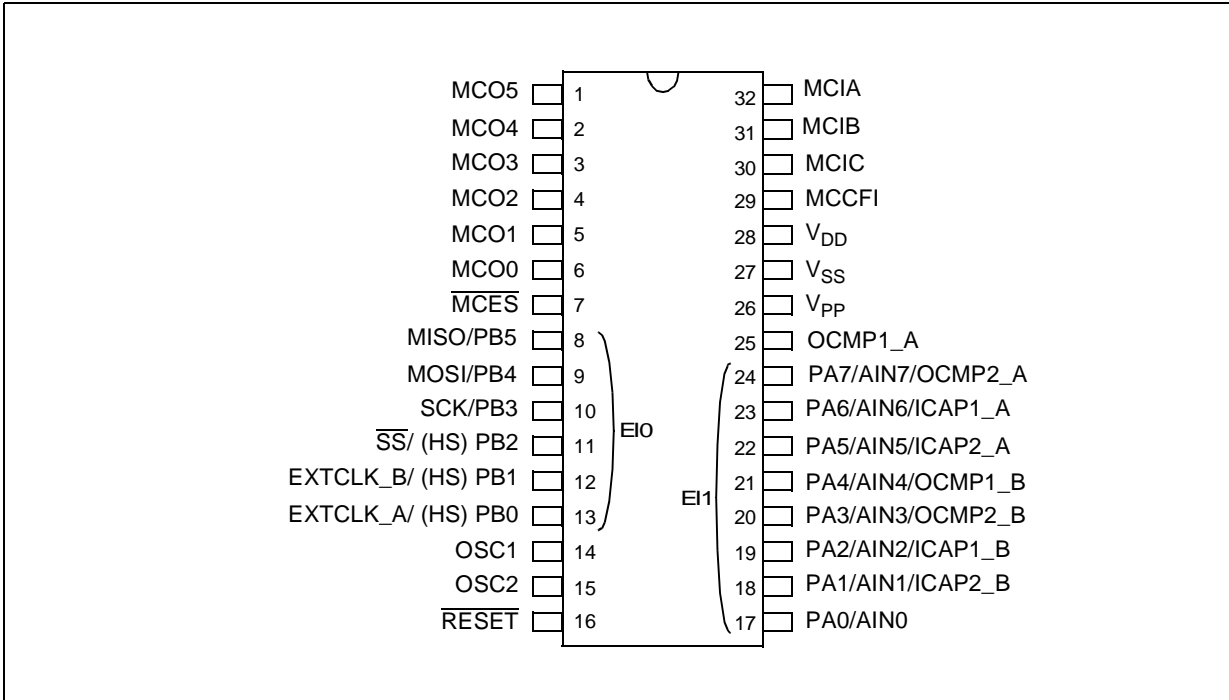 MCO5 1
MCO4 2
MCO3 3
MCO2 4
MCO1 5
MCO0 6
MCES 7
MISO/PB5 8
MOSI/PB4 9
SCK/PB3 10
SS/ (HS) PB2 11
EXTCLK_B/ (HS) PB1 12
EXTCLK_A/ (HS) PB0 13
OSC1 14
OSC2 15
RESET 16
EI0
32 MCIA
31 MCIB
30 MCIC
29 MCCFI
28 VDD
27 VSS
26 VPP
25 OCMP1_A
24 PA7/AIN7/OCMP2_A
23 PA6/AIN6/ICAP1_A
22 PA5/AIN5/ICAP2_A
21 PA4/AIN4/OCMP1_B
20 PA3/AIN3/OCMP2_B
19 PA2/AIN2/ICAP1_B
18 PA1/AIN1/ICAP2_B
17 PA0/AIN0
EI1